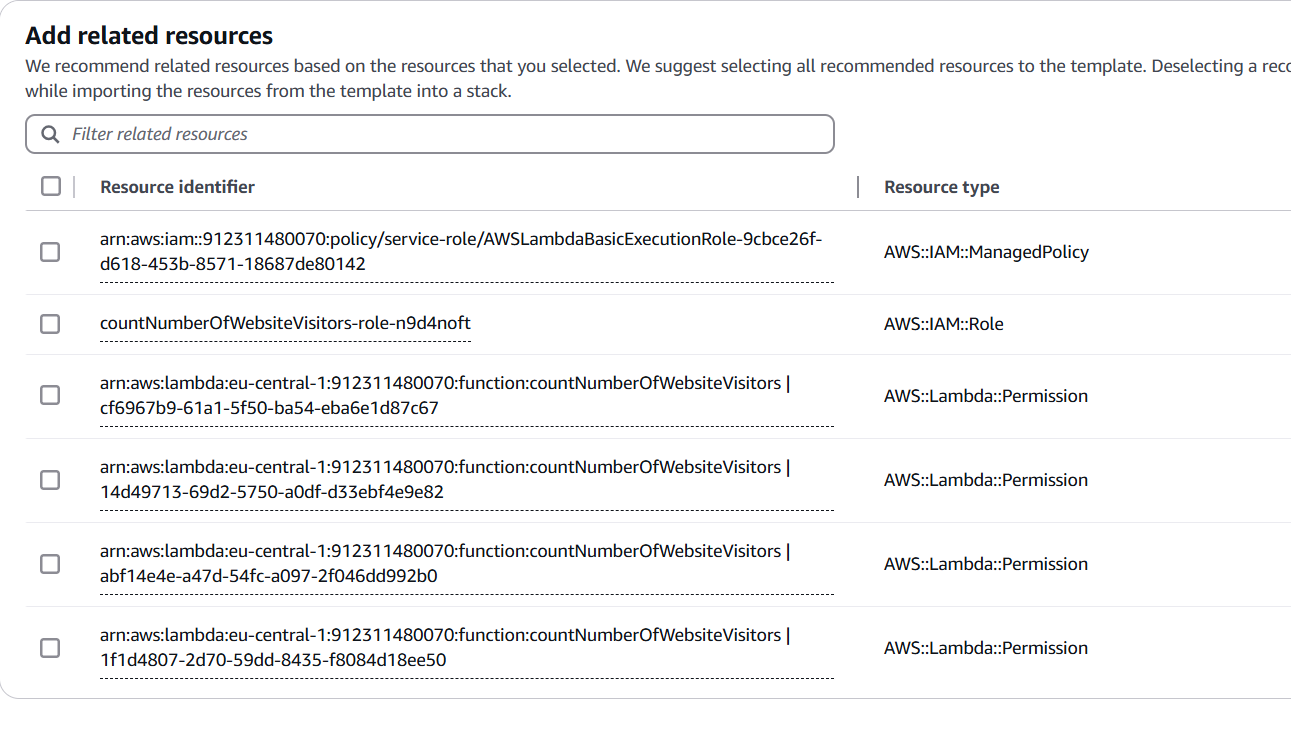 Add related resources
We recommend related resources based on the resources that you selected. We suggest selecting all recommended resources to the template. Deselecting a
while importing the resources from the template into a stack.
Filter related resources
Resource identifier
Resource type
arn:aws:iam::912311480070:policy/service-role/AWSLambdaBasicExecutionRole-9cbce26f-
d618-453b-8571-18687de80142
AWS::IAM::ManagedPolicy
countNumberOfWebsiteVisitors-role-n9d4noft
AWS::IAM::Role
arn:aws:lambda:eu-central-1:912311480070:function:countNumberOfWebsiteVisitors |
cf6967b9-61a1-5f50-ba54-eba6e1d87c67
AWS::Lambda::Permission
arn:aws:lambda:eu-central-1:912311480070:function:countNumberOfWebsiteVisitors |
14d49713-69d2-5750-a0df-d33ebf4e9e82
AWS::Lambda::Permission
arn:aws:lambda:eu-central-1:912311480070:function:countNumberOfWebsiteVisitors |
abf14e4e-a47d-54fc-a097-2f046dd992b0
AWS::Lambda::Permission
arn:aws:lambda:eu-central-1:912311480070:function:countNumberOfWebsiteVisitors |
1f1d4807-2d70-59dd-8435-f8084d18ee50
AWS::Lambda::Permission